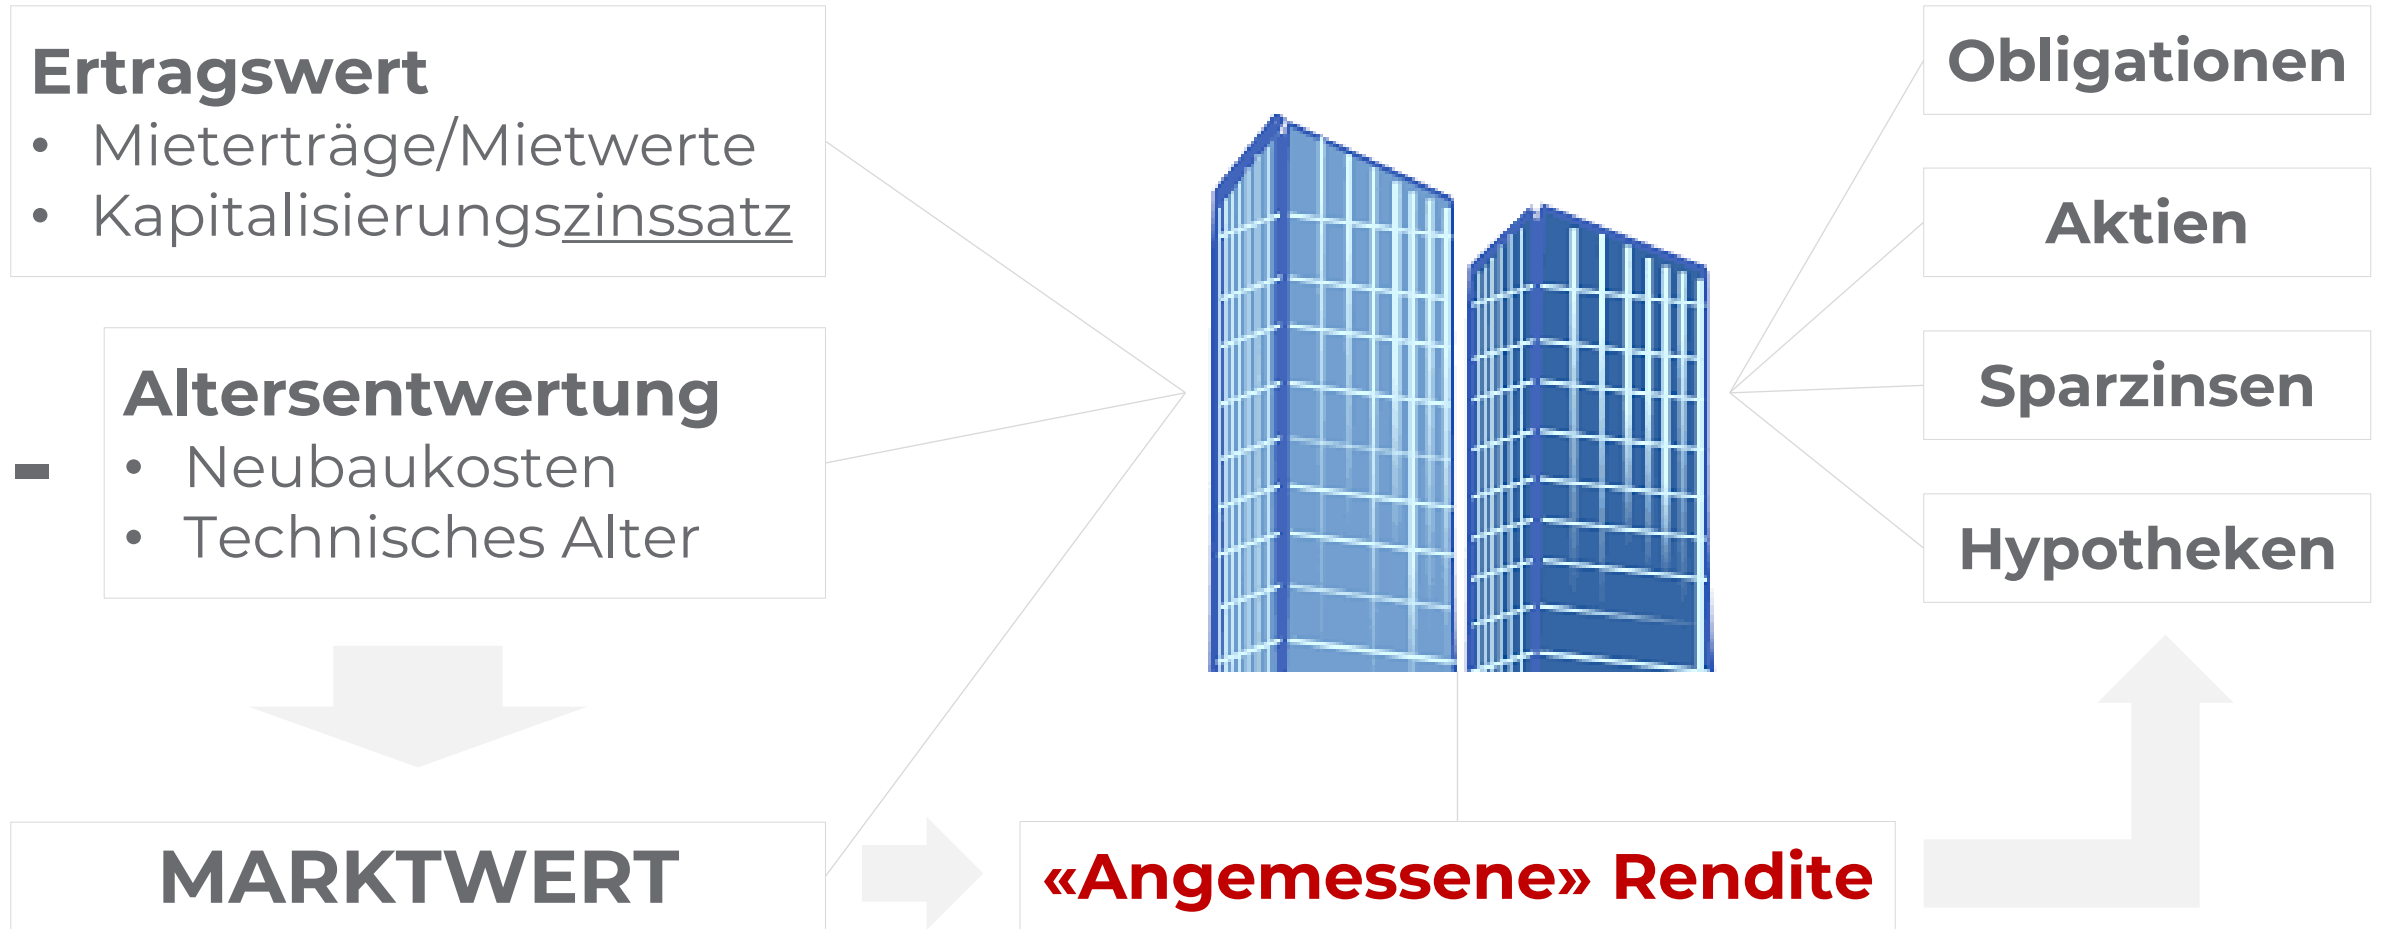 Ertragswert
• Mieterträge/Mietwerte
• Kapitalisierungszinssatz
-
Altersentwertung
• Neubaukosten
• Technisches Alter
MARKTWERT
«Angemessene» Rendite
Obligationen
Aktien
Sparzinsen
Hypotheken